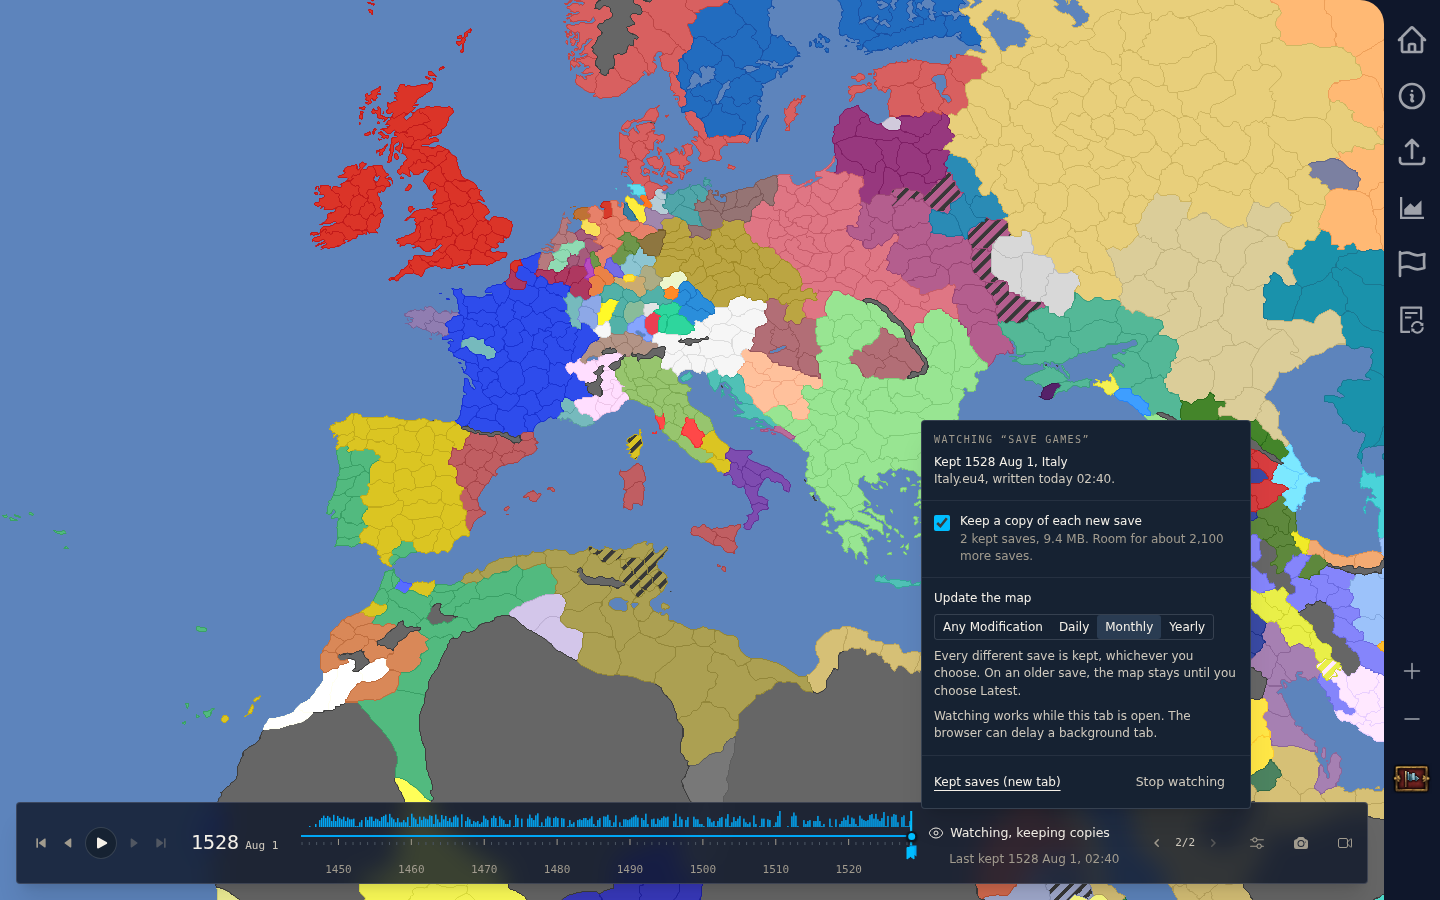 WATCHING “SAVE GAMES”
Kept 1528 Aug 1, Italy
Italy.eu4, written today 02:40.
Keep a copy of each new save
2 kept saves, 9.4 MB. Room for about 2,100
more saves.
Update the map
Any Modification Daily Monthly Yearly
Every different save is kept, whichever you
choose. On an older save, the map stays until you
choose Latest.
Watching works while this tab is open. The
browser can delay a background tab.
Kept saves (new tab) Stop watching
1528 Aug 1
1450 1460 1470 1480 1490 1500 1510 1520
Watching, keeping copies
Last kept 1528 Aug 1, 02:40
2/2